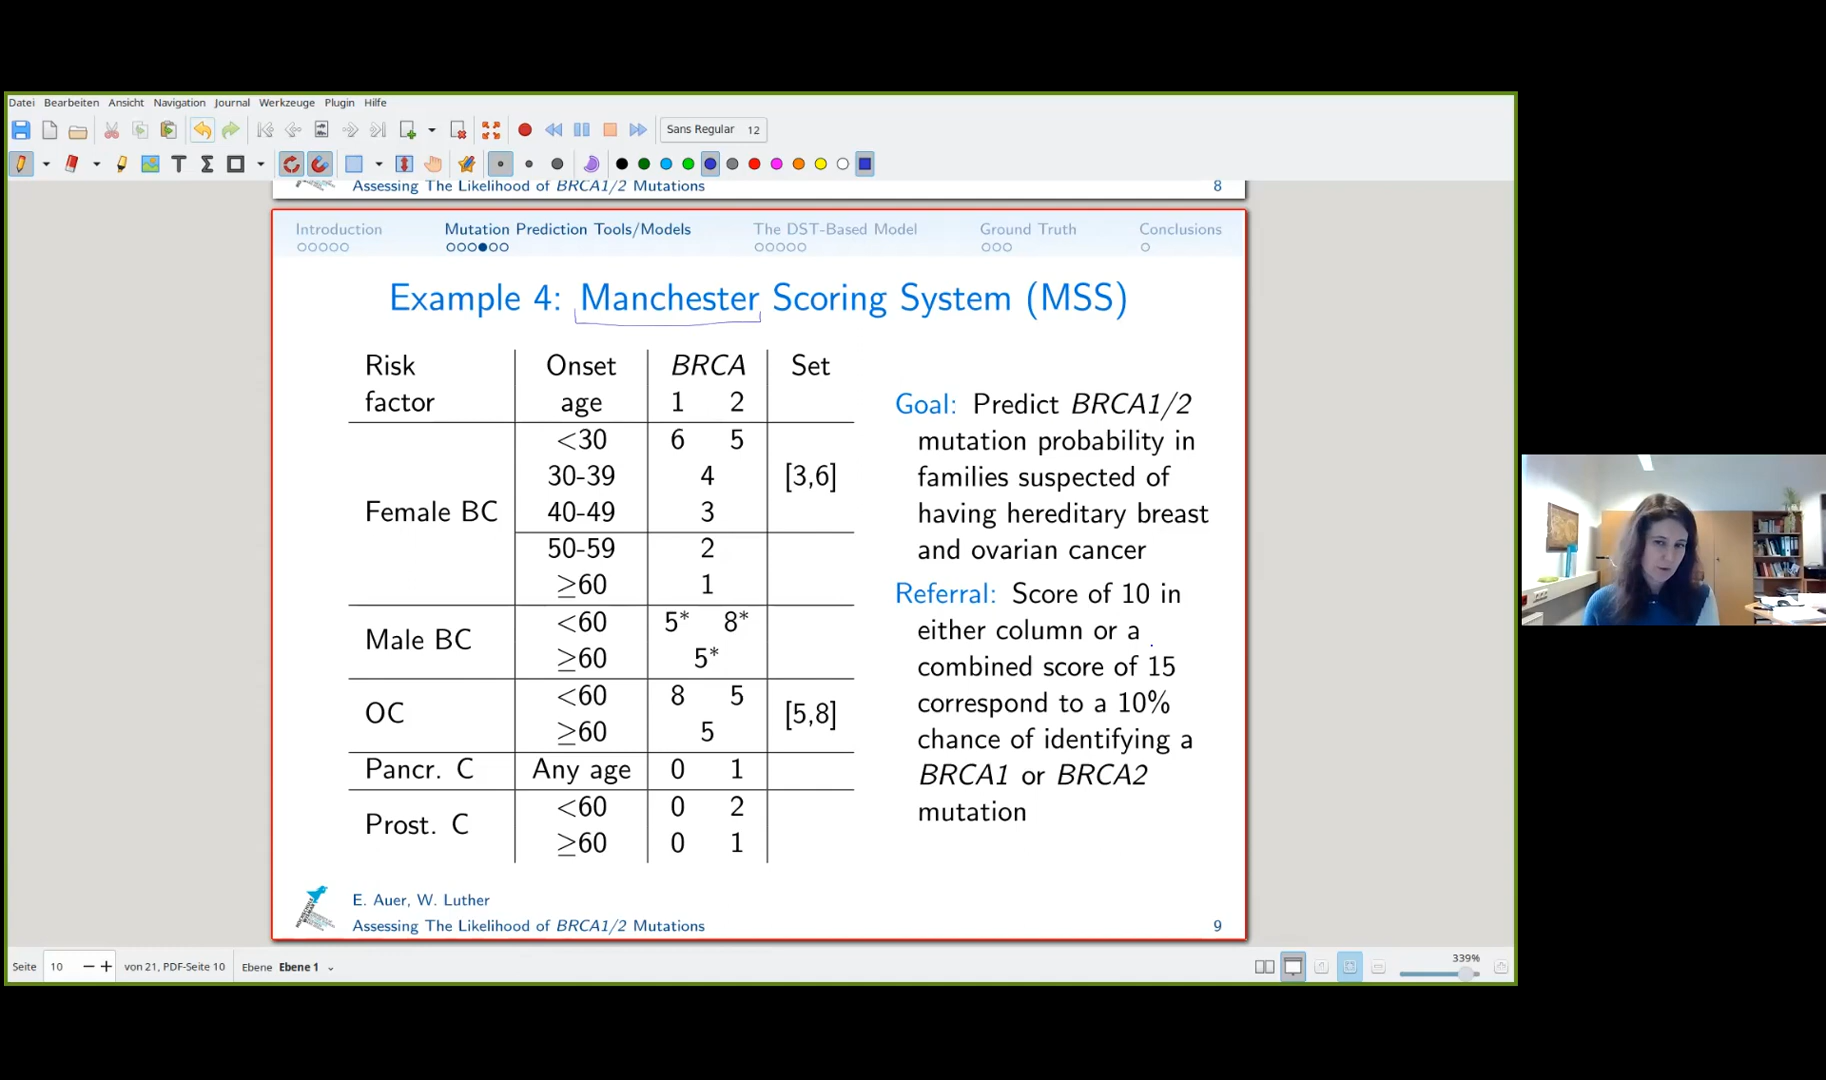 Datei Bearbeiten Ansicht Navigation Journal Werkzeuge Plugin Hilfe
Sans Regular 12
Assessing The Likelihood of BRCA1/2 Mutations 8
Introduction Mutation Prediction Tools/Models The DST-Based Model Ground Truth Conclusions
Example 4: Manchester Scoring System (MSS)
Risk Onset BRCA Set
factor age 1 2
Female BC
<30 6 5
30-39 4 [3,6]
40-49 3
50-59 2
≥60 1
Male BC
<60 5* 8*
≥60 5*
OC
<60 8 5 [5,8]
≥60 5
Pancr. C Any age 0 1
Prost. C
<60 0 2
≥60 0 1
Goal: Predict BRCA1/2
mutation probability in
families suspected of
having hereditary breast
and ovarian cancer
Referral: Score of 10 in
either column or a
combined score of 15
correspond to a 10%
chance of identifying a
BRCA1 or BRCA2
mutation
E. Auer, W. Luther
Assessing The Likelihood of BRCA1/2 Mutations 9
Seite 10 von 21, PDF-Seite 10 Ebene Ebene 1 339%